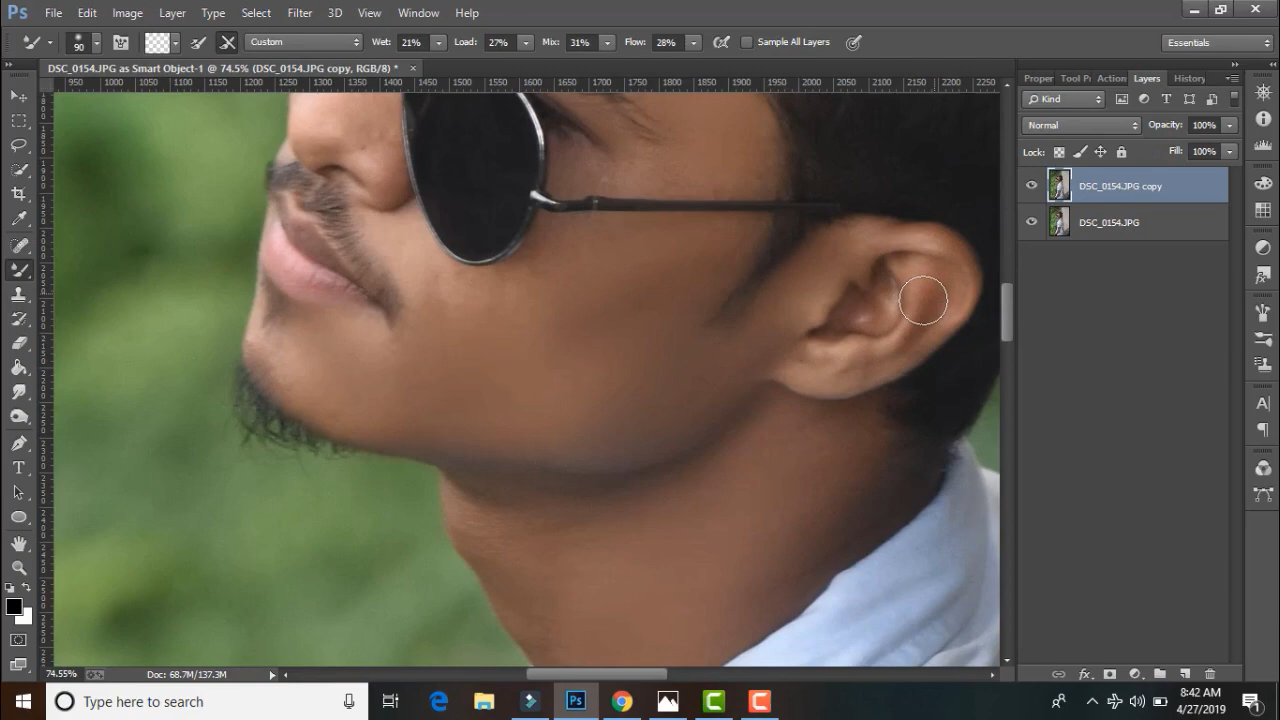 Ps File Edit Image Layer Type Select Filter 3D View Window Help
90 Custom Wet: 21% Load: 27% Mix: 31% Flow: 28% Sample All Layers Essentials
DSC_0154.JPG as Smart Object-1 @ 74.5% (DSC_0154.JPG copy, RGB/8) * ×
950 1000 1050 1100 1150 1200 1250 1300 1350 1400 1450 1500 1550 1600 1650 1700 1750 1800 1850 1900 1950 2000 2050 2100 2150 2200 2250
Proper Tool P Action Layers History
Kind
Normal Opacity: 100%
Lock: Fill: 100%
DSC_0154.JPG copy
DSC_0154.JPG
74.55% Doc: 68.7M/137.3M
Type here to search
8:42 AM
4/27/2019